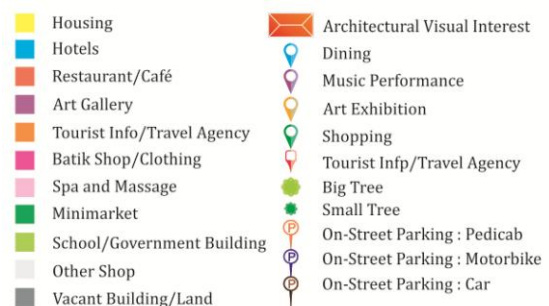 Housing
Hotels
Restaurant/Café
Art Gallery
Tourist Info/Travel Agency
Batik Shop/Clothing
Spa and Massage
Minimarket
School/Government Building
Other Shop
Vacant Building/Land
Architectural Visual Interest
Dining
Music Performance
Art Exhibition
Shopping
Tourist Infp/Travel Agency
Big Tree
Small Tree
P On-Street Parking : Pedicab
P On-Street Parking : Motorbike
P On-Street Parking : Car